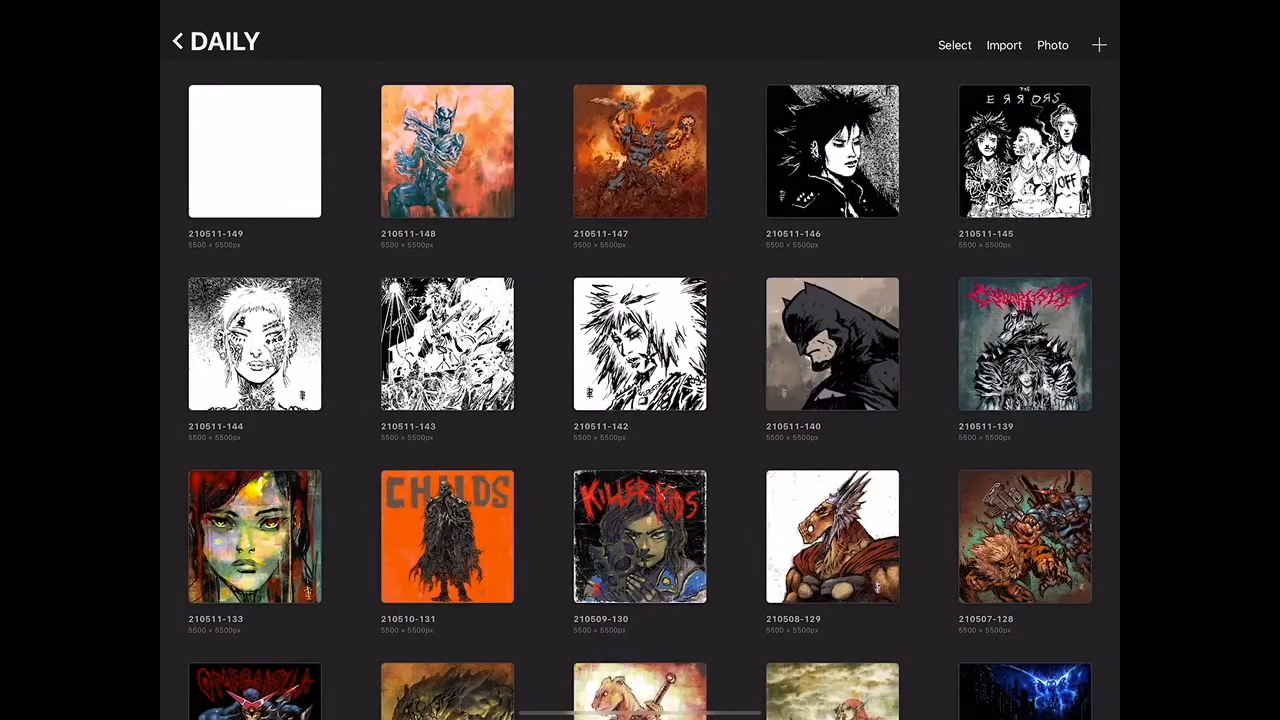 DAILY
Select Import Photo
210511-149 210511-148 210511-147 210511-146 210511-145
5500 × 5500px 5500 × 5500px 5500 × 5500px 5500 × 5500px 5500 × 5500px
THE
ERRORS
OFF
210511-144 210511-143 210511-142 210511-140 210511-139
5500 × 5500px 5500 × 5500px 5500 × 5500px 5500 × 5500px 5500 × 5500px
CHILDS
KILLER KIDS
210511-133 210510-131 210509-130 210508-129 210507-128
5500 × 5500px 5500 × 5500px 5500 × 5500px 5500 × 5500px 5500 × 5500px